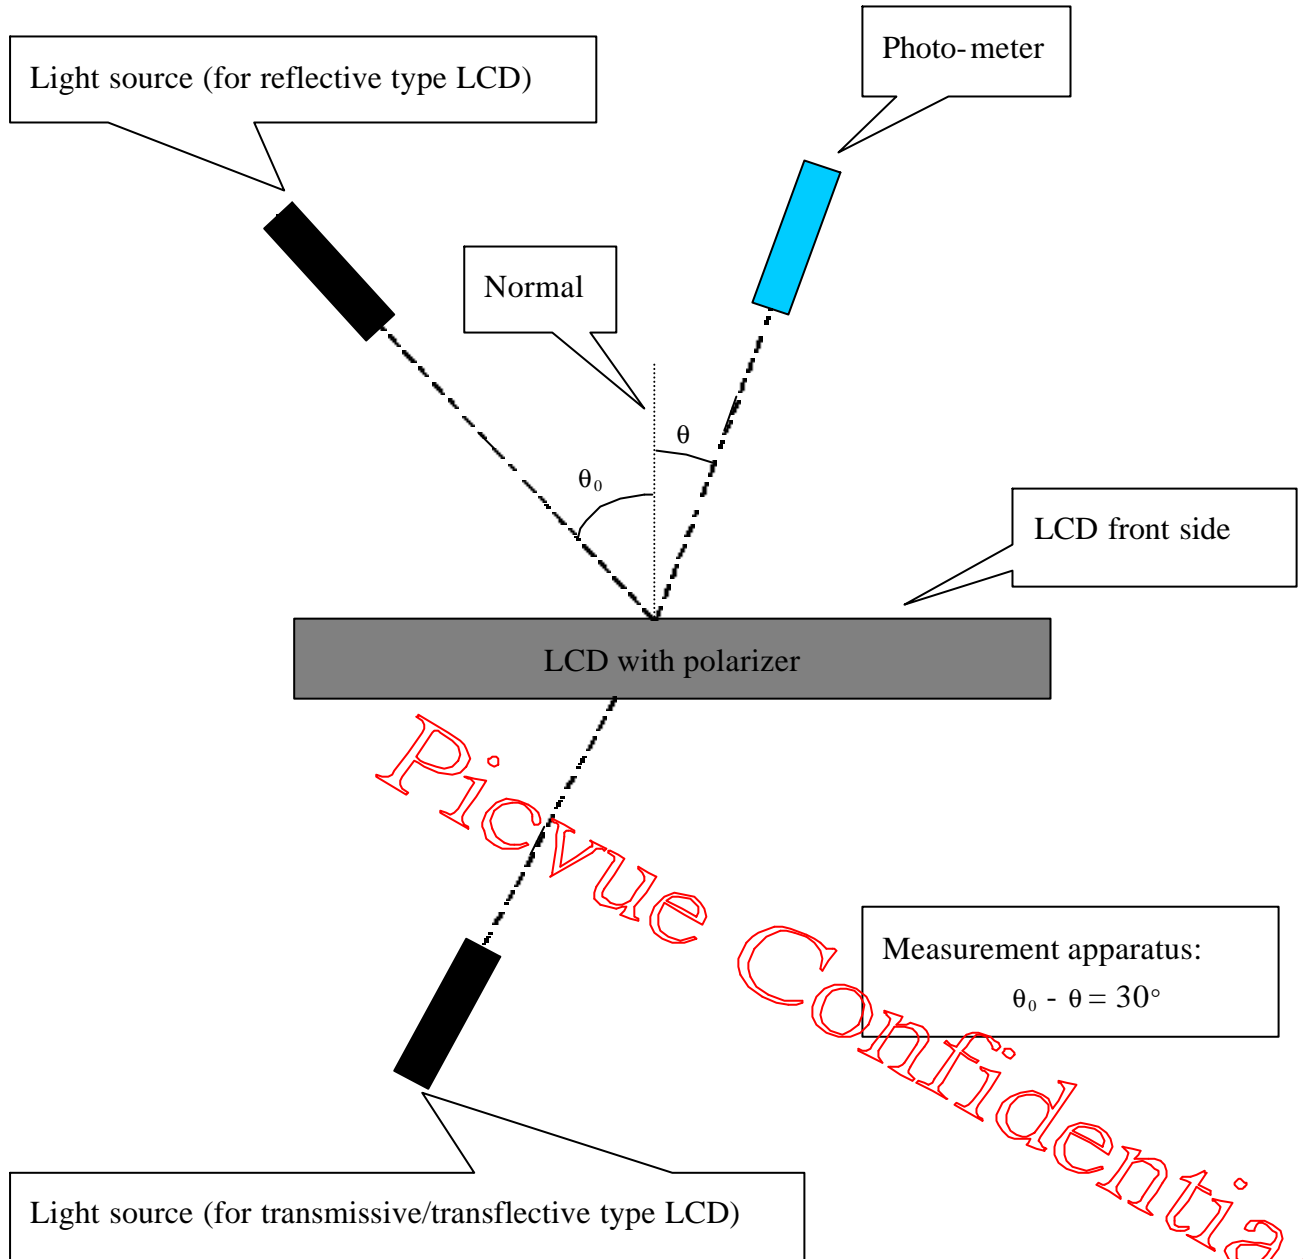 Photo-meter
Light source (for reflective type LCD)
Normal
θ
θ₀
LCD front side
LCD with polarizer
Picvue Confidentia
Measurement apparatus:
θ₀ - θ = 30°
Light source (for transmissive/transflective type LCD)